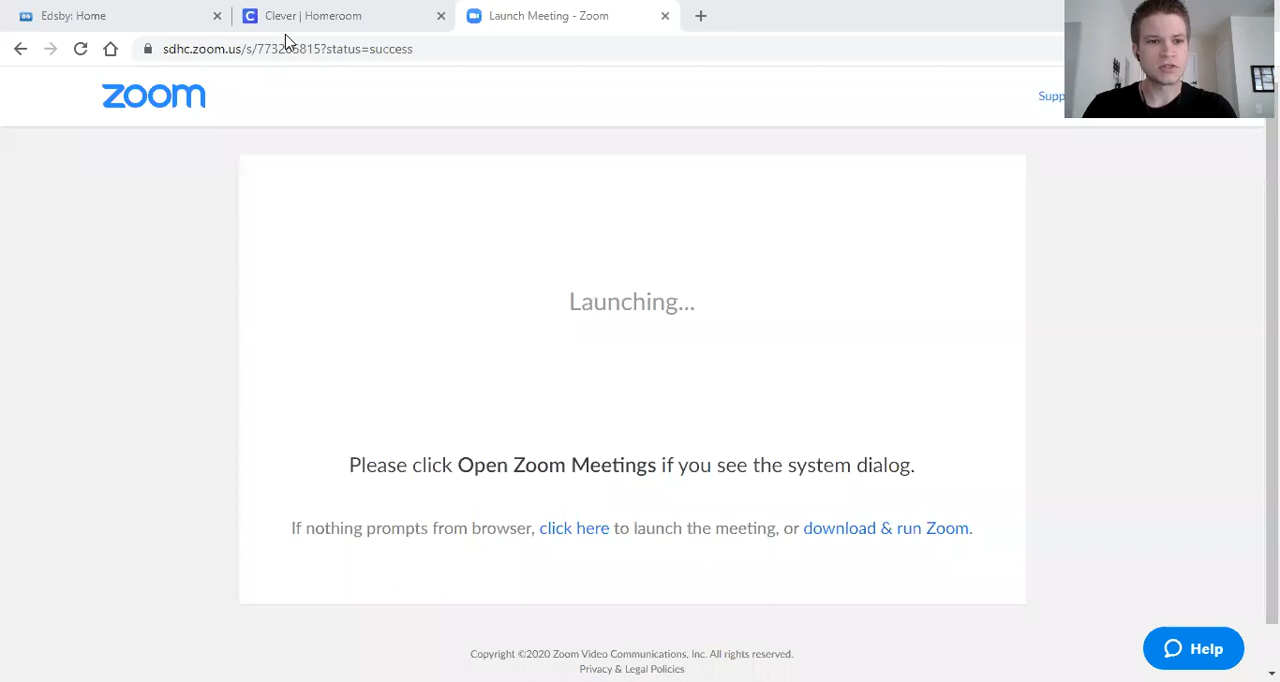 Edsby: Home
Clever | Homeroom
Launch Meeting - Zoom
sdhc.zoom.us/s/773265815?status=success
zoom
Supp
Launching...
Please click Open Zoom Meetings if you see the system dialog.
If nothing prompts from browser, click here to launch the meeting, or download & run Zoom.
Help
Copyright ©2020 Zoom Video Communications, Inc. All rights reserved.
Privacy & Legal Policies